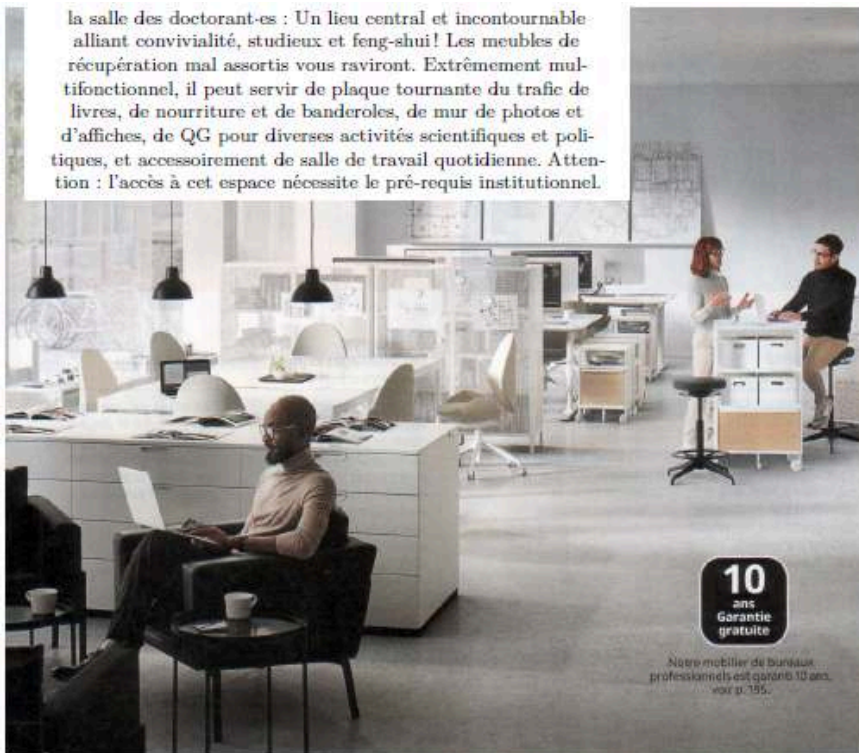 la salle des doctorant·es : Un lieu central et incontournable
alliant convivialité, studieux et feng-shui! Les meubles de
récupération mal assortis vous raviront. Extrêmement mul-
tifonctionnel, il peut servir de plaque tournante du trafic de
livres, de nourriture et de banderoles, de mur de photos et
d'affiches, de QG pour diverses activités scientifiques et poli-
tiques, et accessoirement de salle de travail quotidienne. Atten-
tion : l'accès à cet espace nécessite le pré-requis institutionnel.
10
ans
Garantie
gratuite
Notre mobilier de bureaux
professionnels est garanti 10 ans,
voir p. 195.